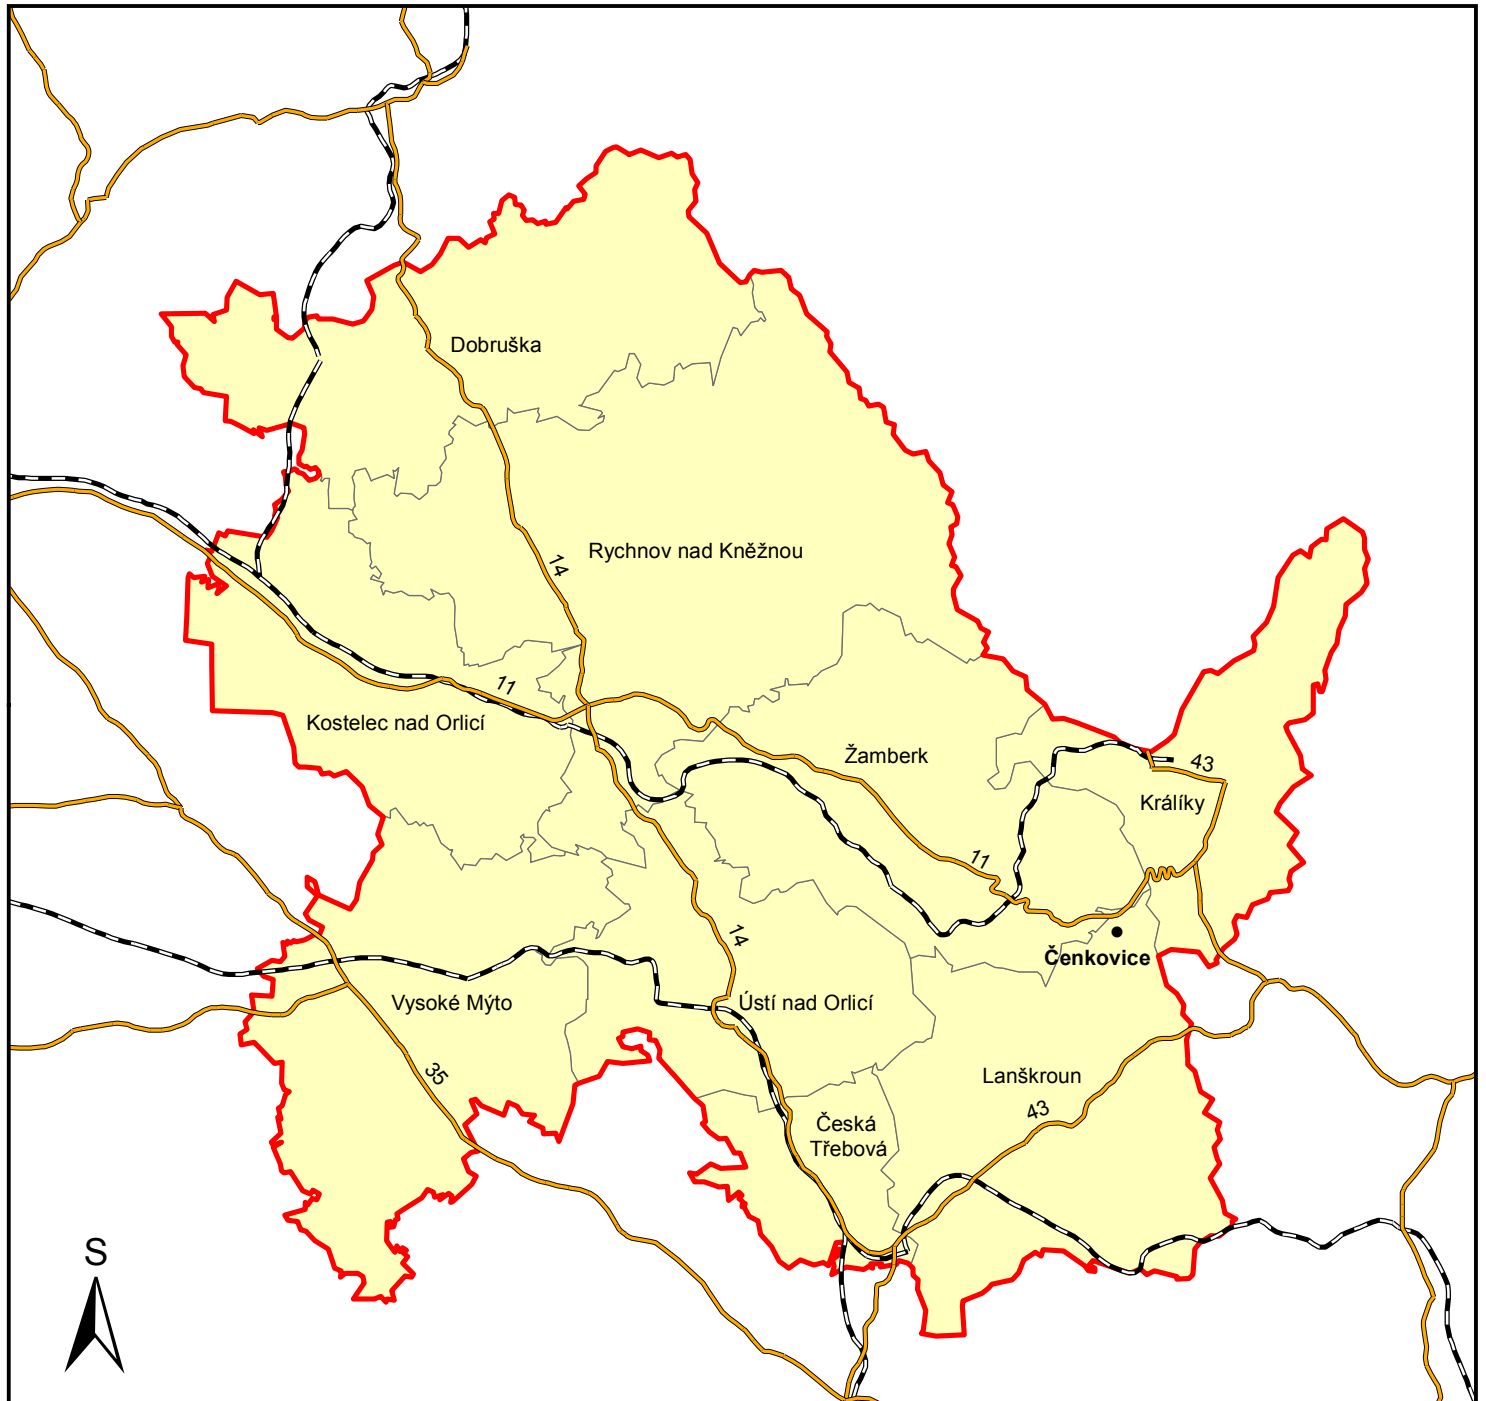 Dobruška
Rychnov nad Kněžnou
14
11
Kostelec nad Orlicí
Žamberk
43
Králíky
11
14
Čenkovice
Vysoké Mýto
Ústí nad Orlicí
35
Lanškroun
43
Česká
Třebová
S